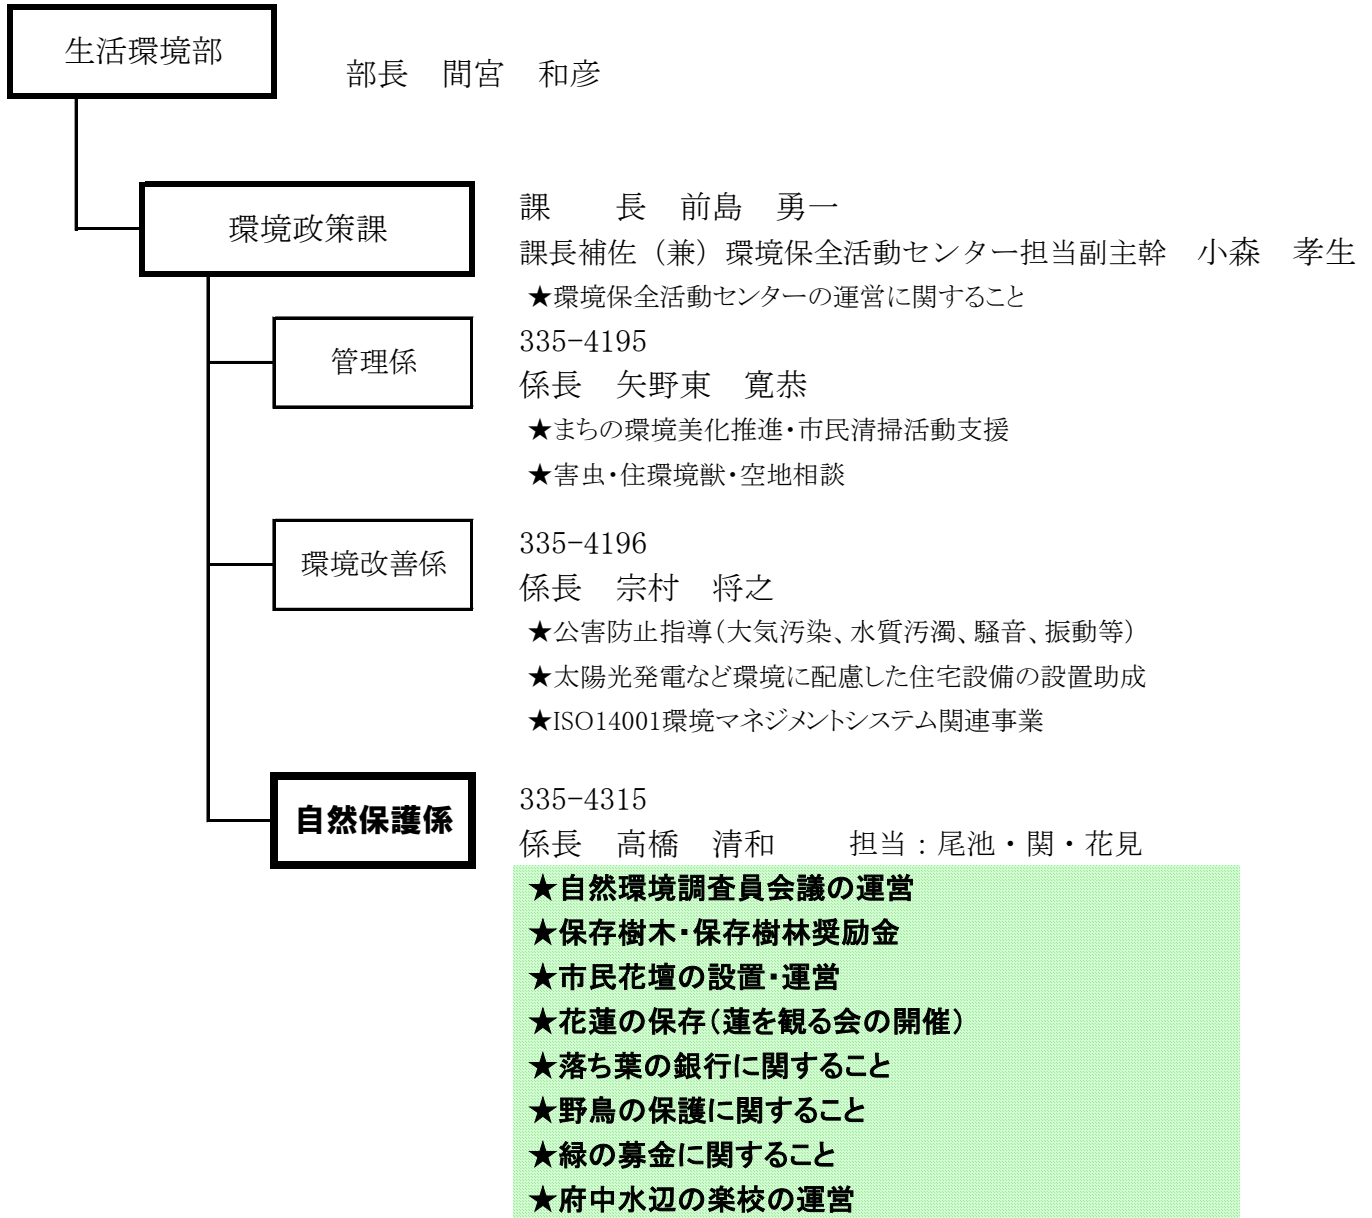 生活環境部
部長　間宮　和彦
環境政策課
課　　長　前島　勇一
課長補佐（兼）環境保全活動センター担当副主幹　小森　孝生
★環境保全活動センターの運営に関すること
管理係
335-4195
係長　矢野東　寛恭
★まちの環境美化推進・市民清掃活動支援
★害虫・住環境獣・空地相談
環境改善係
335-4196
係長　宗村　将之
★公害防止指導（大気汚染、水質汚濁、騒音、振動等）
★太陽光発電など環境に配慮した住宅設備の設置助成
★ISO14001環境マネジメントシステム関連事業
自然保護係
335-4315
係長　高橋　清和　　担当：尾池・関・花見
★自然環境調査員会議の運営
★保存樹木・保存樹林奨励金
★市民花壇の設置・運営
★花蓮の保存（蓮を観る会の開催）
★落ち葉の銀行に関すること
★野鳥の保護に関すること
★緑の募金に関すること
★府中水辺の楽校の運営